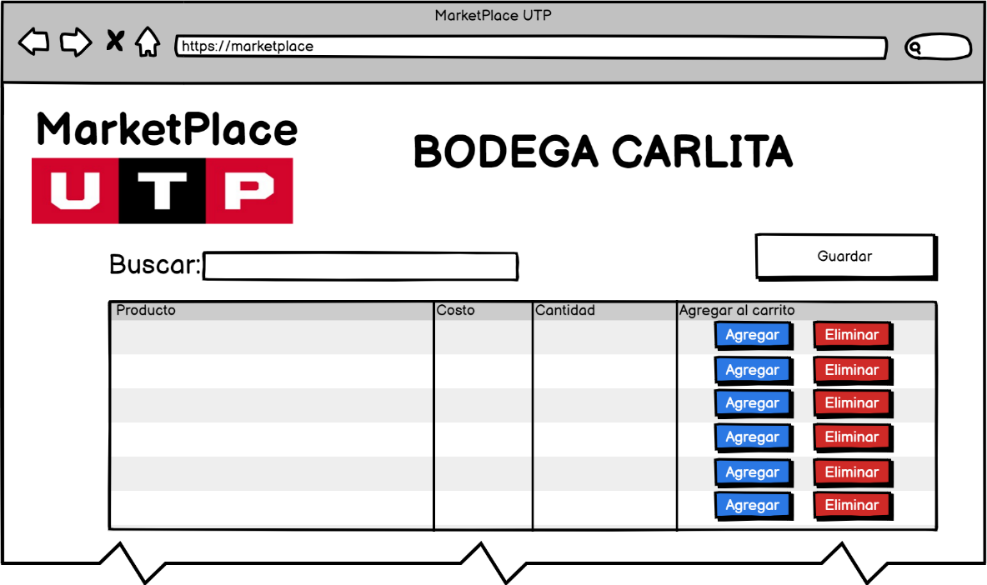 MarketPlace UTP
https://marketplace
MarketPlace
UTP
BODEGA CARLITA
Buscar:
Guardar
Producto Costo Cantidad Agregar al carrito
Agregar Eliminar
Agregar Eliminar
Agregar Eliminar
Agregar Eliminar
Agregar Eliminar
Agregar Eliminar